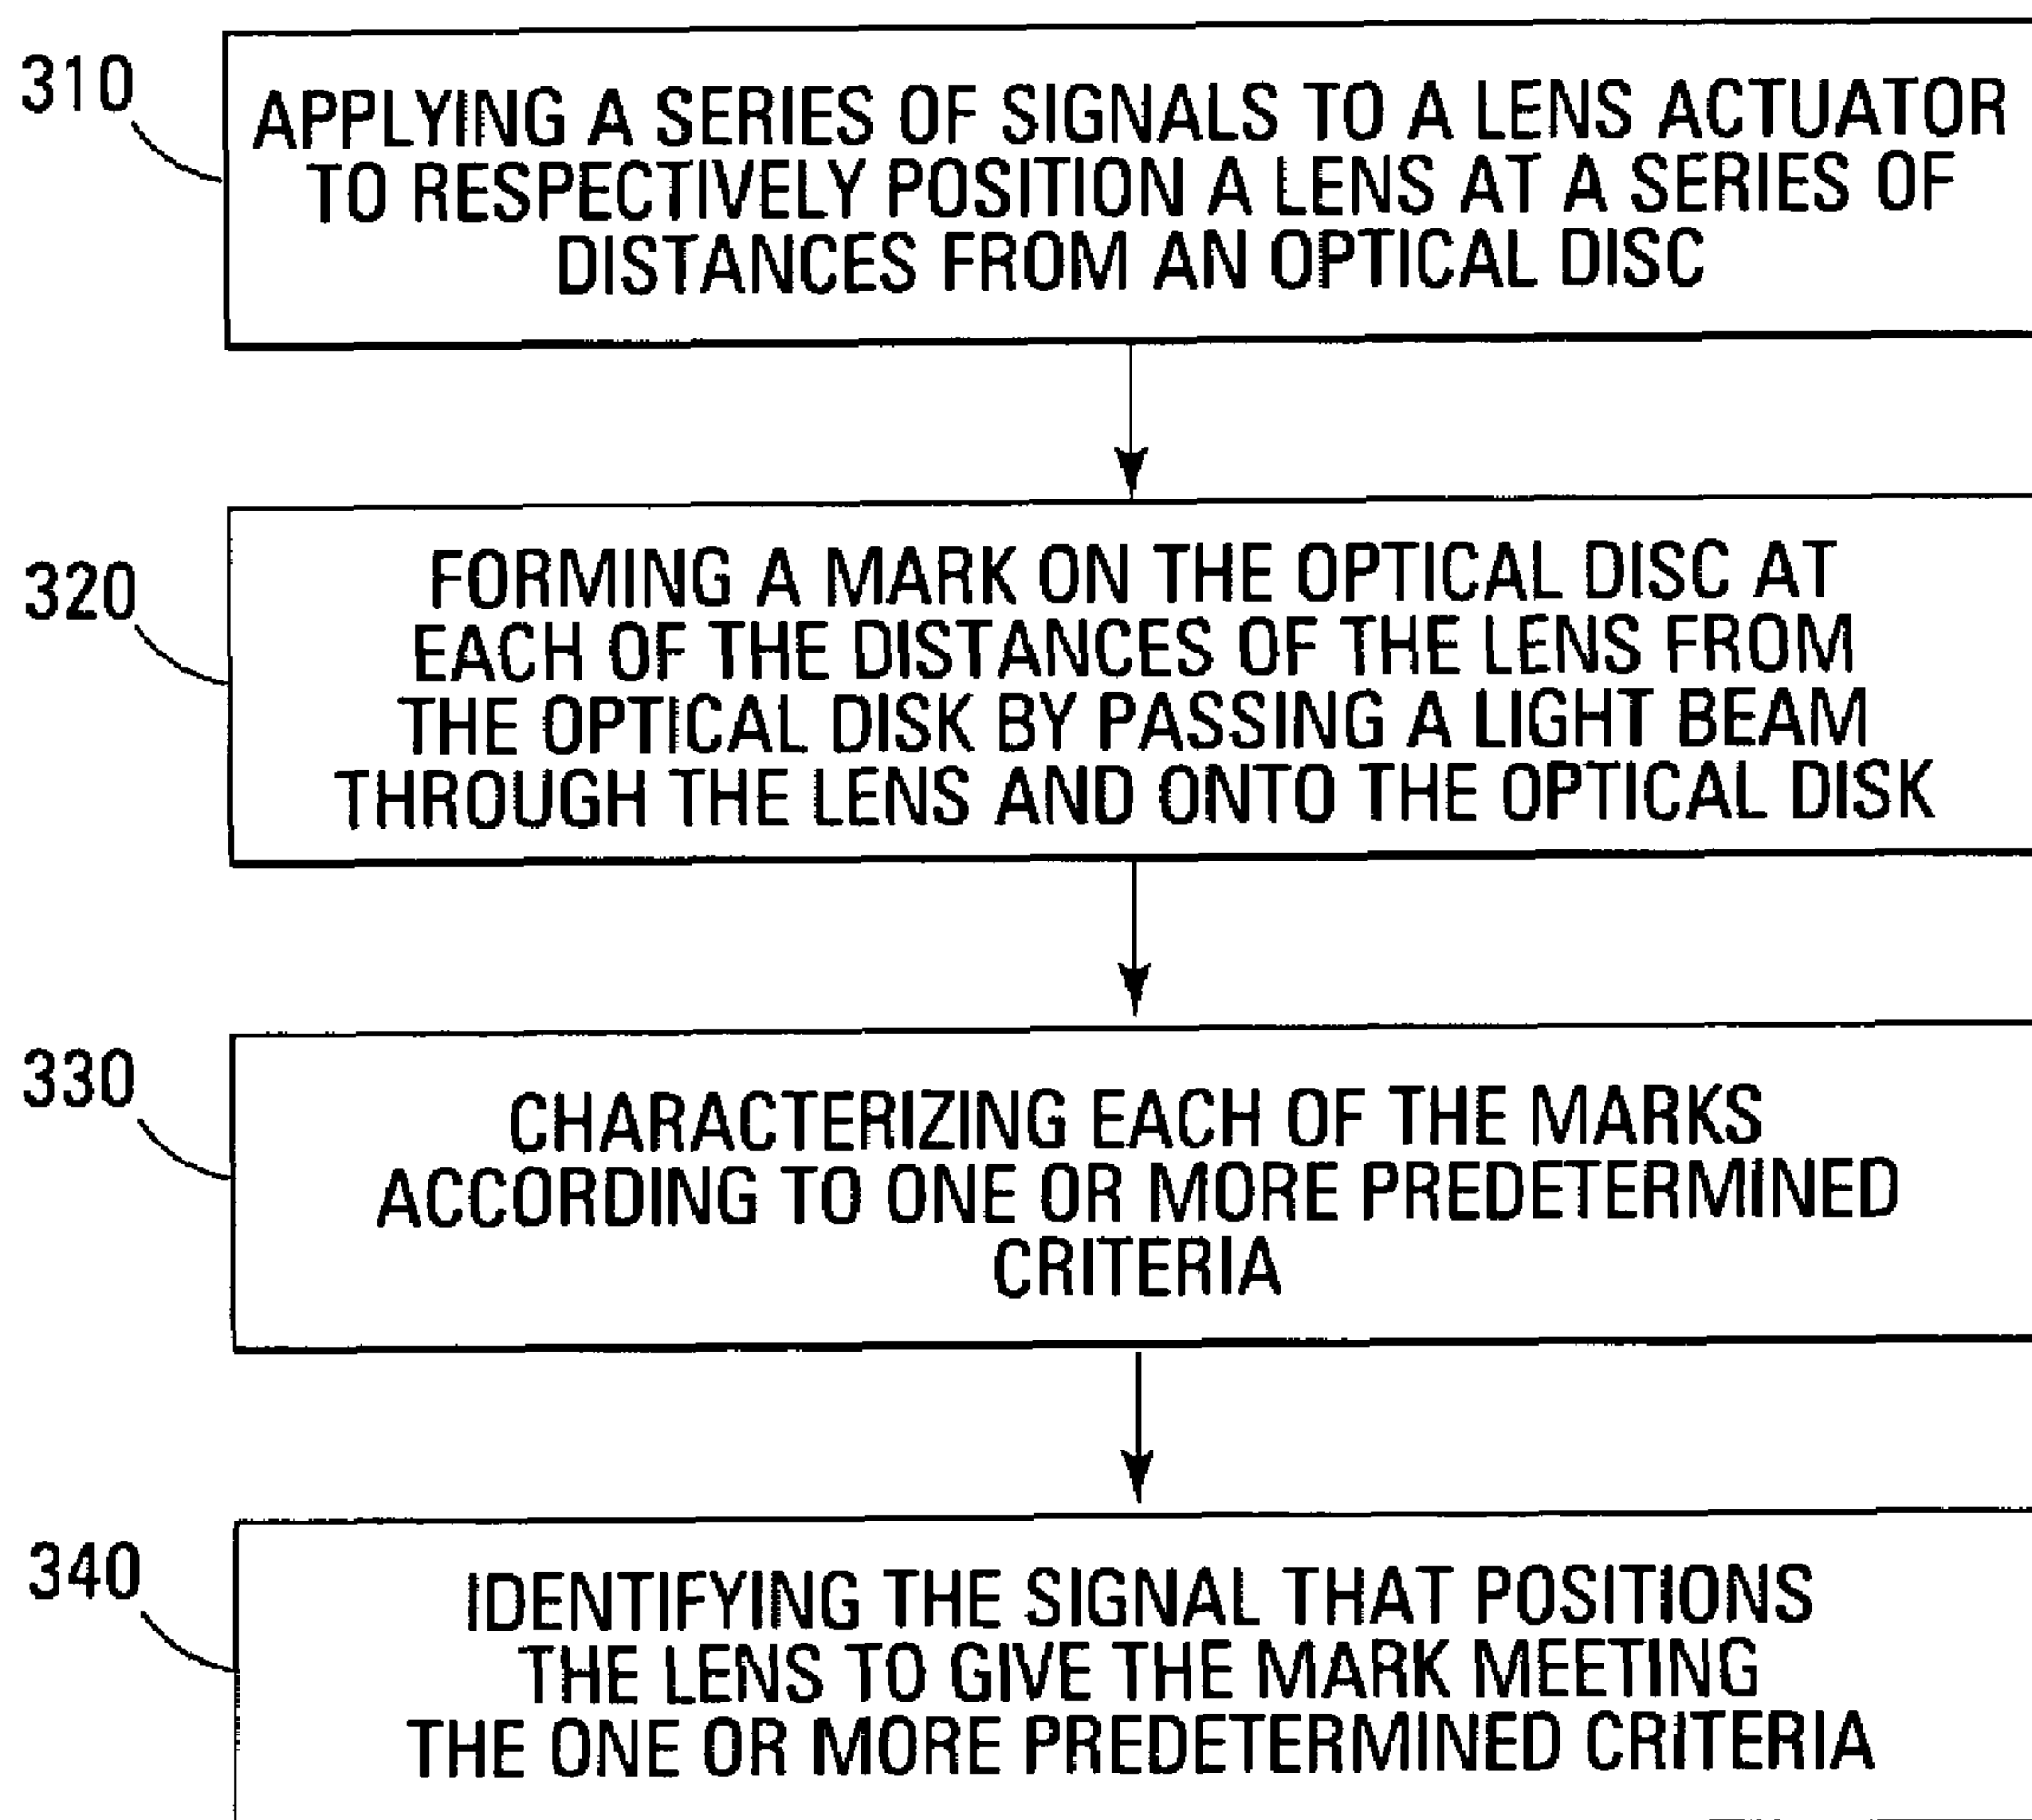 310
APPLYING A SERIES OF SIGNALS TO A LENS ACTUATOR
TO RESPECTIVELY POSITION A LENS AT A SERIES OF
DISTANCES FROM AN OPTICAL DISC
320
FORMING A MARK ON THE OPTICAL DISC AT
EACH OF THE DISTANCES OF THE LENS FROM
THE OPTICAL DISK BY PASSING A LIGHT BEAM
THROUGH THE LENS AND ONTO THE OPTICAL DISK
330
CHARACTERIZING EACH OF THE MARKS
ACCORDING TO ONE OR MORE PREDETERMINED
CRITERIA
340
IDENTIFYING THE SIGNAL THAT POSITIONS
THE LENS TO GIVE THE MARK MEETING
THE ONE OR MORE PREDETERMINED CRITERIA